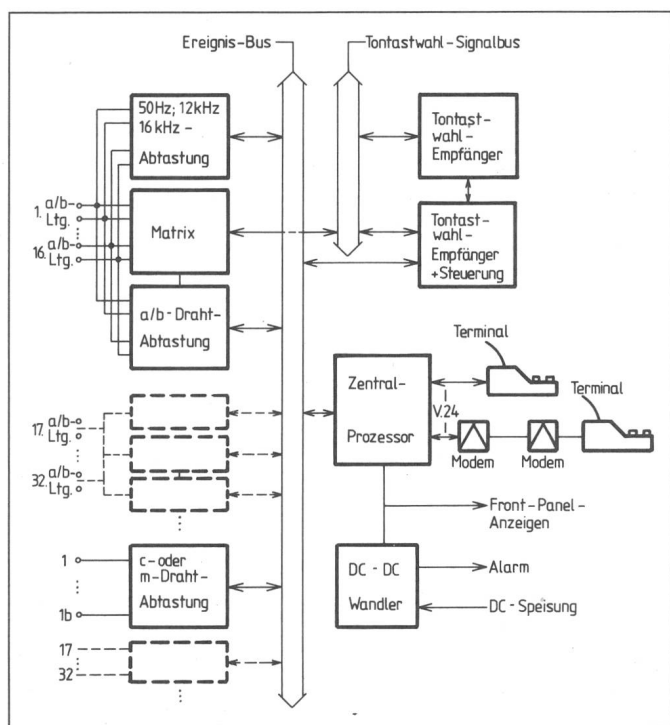 Ereignis-Bus
Tontastwahl-Signalbus
50Hz; 12kHz
16 kHz-
Abtastung
Tontast-
wahl-
Empfänger
1. a/b-
Ltg.
16. a/b-
Ltg.
Matrix
Tontast-
wahl-
Empfänger
+Steuerung
a/b-Draht-
Abtastung
Zentral-
Prozessor
V.24
Terminal
Terminal
Modem
Modem
17. a/b-
Ltg.
32. a/b-
Ltg.
Front-Panel-
Anzeigen
1
1b
c-oder
m-Draht-
Abtastung
DC-DC
Wandler
Alarm
DC-Speisung
17
32